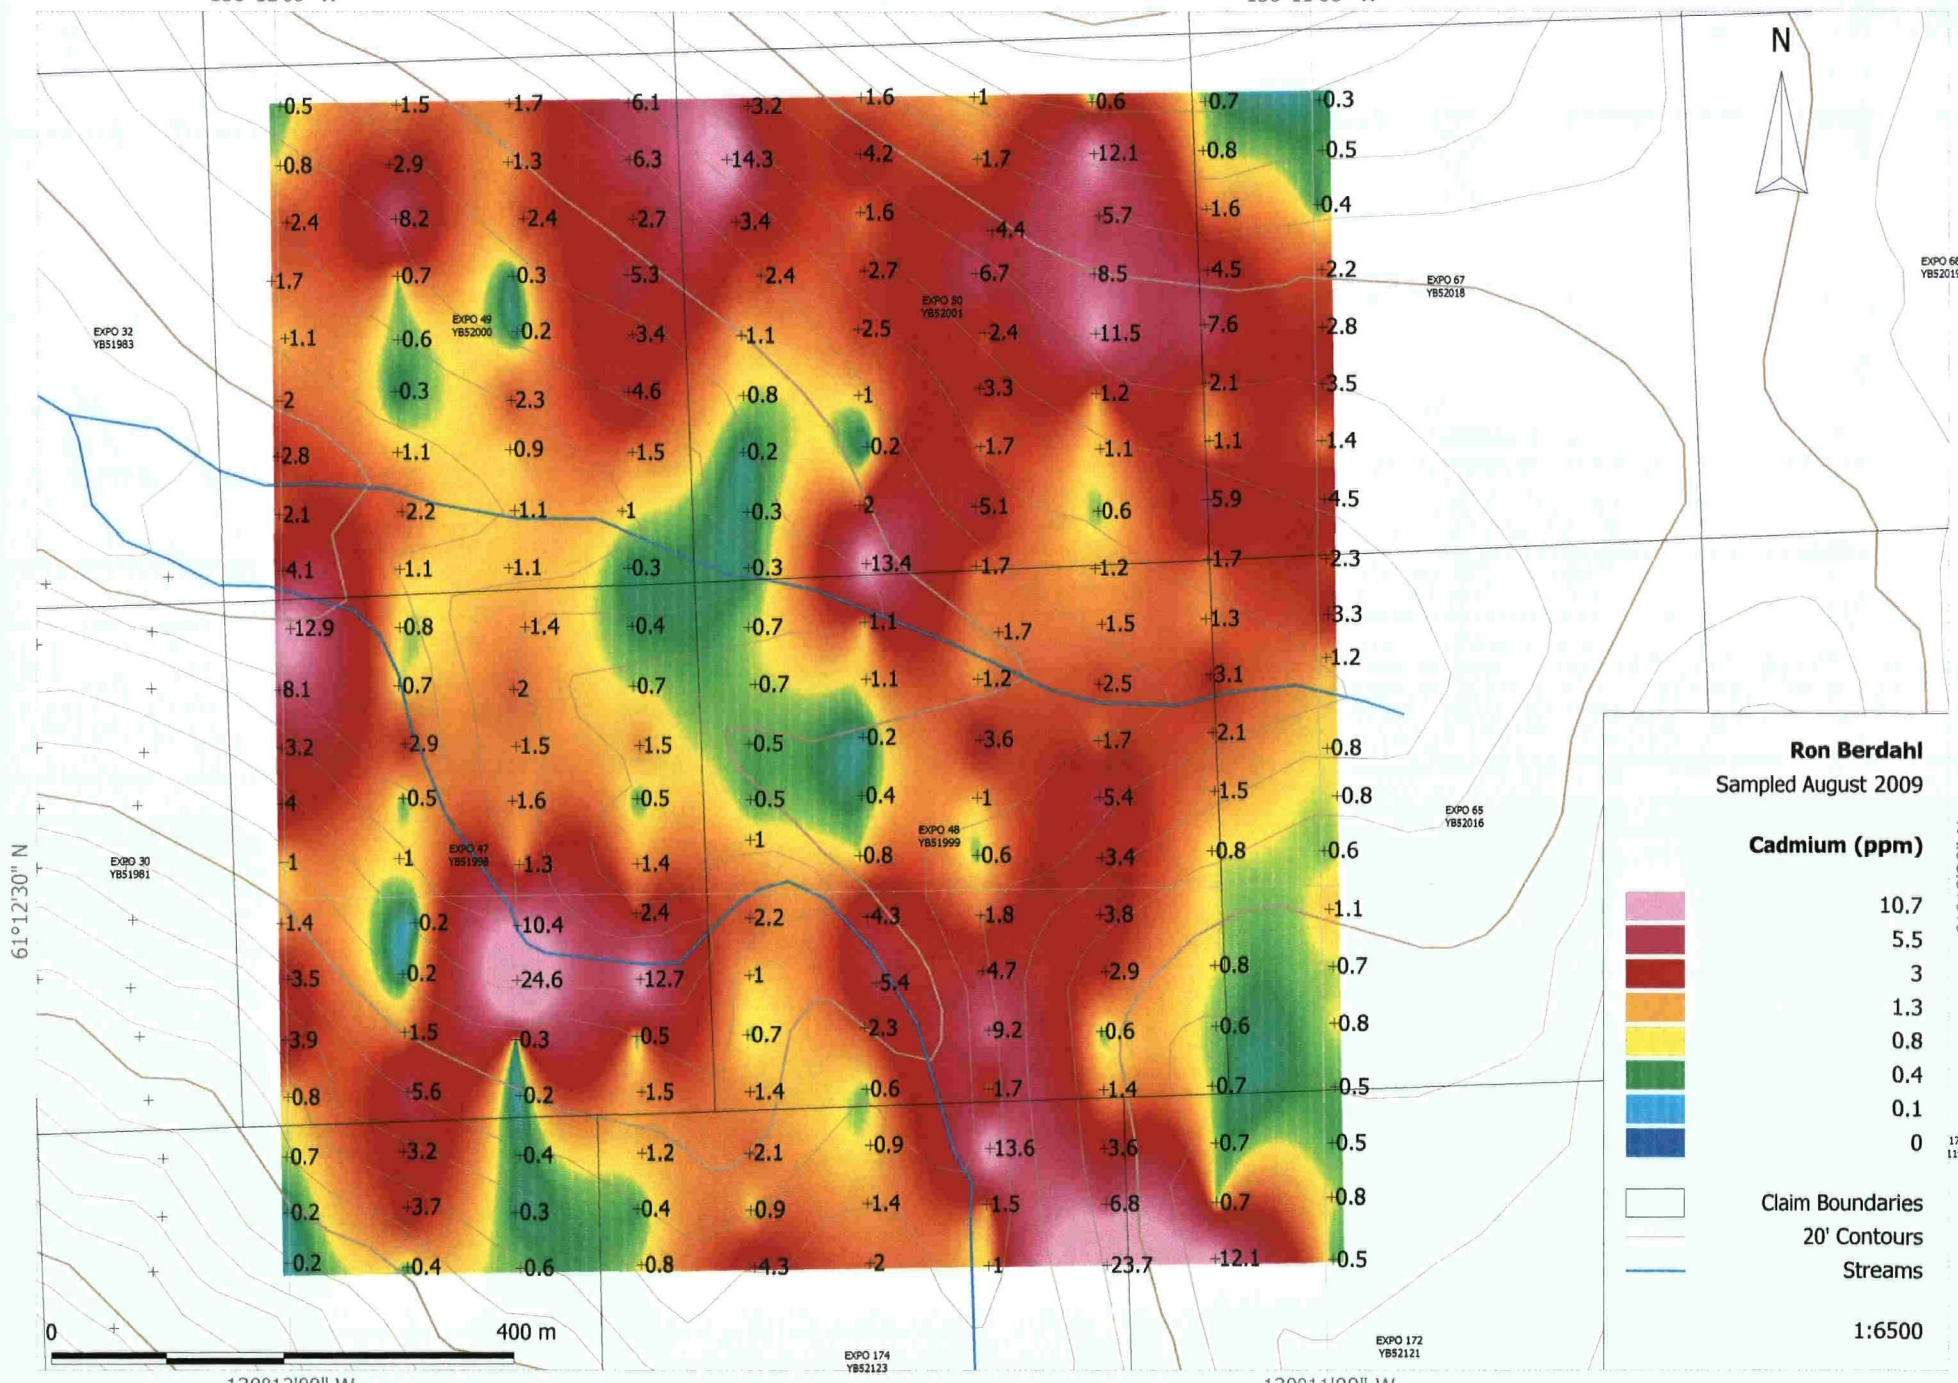 N
+0.5 +1.5 +1.7 +6.1 +3.2 +1.6 +1 +0.6 +0.7 +0.3
+0.8 +2.9 +1.3 +6.3 +14.3 +4.2 +1.7 +12.1 +0.8 +0.5
+2.4 +8.2 +2.4 +2.7 +3.4 +1.6 +4.4 +5.7 +1.6 +0.4
+1.7 +0.7 +0.3 +5.3 +2.4 +2.7 +6.7 +8.5 +4.5 +2.2
EXPO 67
YB52018
EXPO 49
YB52000
EXPO 50
YB52001
EXPO 32
YB51983
+1.1 +0.6 +0.2 +3.4 +1.1 +2.5 +2.4 +11.5 +7.6 +2.8
+2 +0.3 +2.3 +4.6 +0.8 +1 +3.3 +1.2 +2.1 +3.5
+2.8 +1.1 +0.9 +1.5 +0.2 +0.2 +1.7 +1.1 +1.1 +1.4
+2.1 +2.2 +1.1 +1 +0.3 +2 +5.1 +0.6 +5.9 +4.5
+4.1 +1.1 +1.1 +0.3 +0.3 +13.4 +1.7 +1.2 +1.7 +2.3
+12.9 +0.8 +1.4 +0.4 +0.7 +1.1 +1.7 +1.5 +1.3 +3.3
+8.1 +0.7 +2 +0.7 +0.7 +1.1 +1.2 +2.5 +3.1 +1.2
+3.2 +2.9 +1.5 +1.5 +0.5 +0.2 +3.6 +1.7 +2.1 +0.8
+4 +0.5 +1.6 +0.5 +0.5 +0.4 +1 +5.4 +1.5 +0.8
EXPO 65
YB52016
EXPO 48
YB51999
EXPO 47
YB51998
EXPO 30
YB51981
+1 +1 +1.3 +1.4 +1 +0.8 +0.6 +3.4 +0.8 +0.6
+1.4 +0.2 +10.4 +2.4 +2.2 +4.3 +1.8 +3.8 +1.1
+3.5 +0.2 +24.6 +12.7 +1 +5.4 +4.7 +2.9 +0.8 +0.7
+3.9 +1.5 +0.3 +0.5 +0.7 +2.3 +9.2 +0.6 +0.6 +0.8
+0.8 +5.6 +0.2 +1.5 +1.4 +0.6 +1.7 +1.4 +0.7 +0.5
+0.7 +3.2 +0.4 +1.2 +2.1 +0.9 +13.6 +3.6 +0.7 +0.5
+0.2 +3.7 +0.3 +0.4 +0.9 +1.4 +1.5 +6.8 +0.7 +0.8
+0.2 +0.4 +0.6 +0.8 +4.3 +2 +1 +23.7 +12.1 +0.5
61°12'30" N
0 400 m
EXPO 174
YB52123
EXPO 172
YB52121
Ron Berdahl
Sampled August 2009
Cadmium (ppm)
10.7
5.5
3
1.3
0.8
0.4
0.1
0
Claim Boundaries
20' Contours
Streams
1:6500